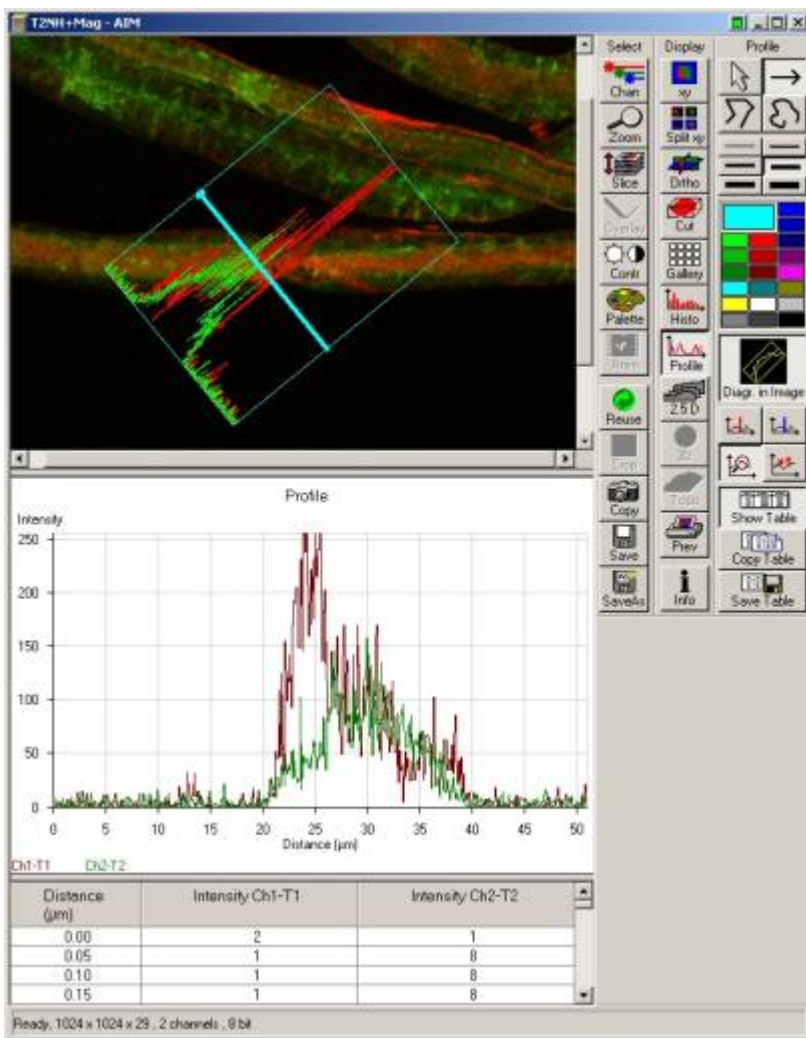 T2NH+Mag - AIM
Select
Display
Profile
Chan
xy
Zoom
Split xy
Slice
Ortho
Overlay
Cut
Contr
Gallery
Palette
Histo
Anim
Profile
Diagr. in Image
Reuse
2.5 D
3D
Crop
Topo
Copy
Show Table
Prev
Copy Table
Save
SaveAs
Info
Save Table
Profile
Intensity
250
200
150
100
50
0
0 5 10 15 20 25 30 35 40 45 50
Distance (µm)
Ch1-T1 Ch2-T2
Distance (µm) Intensity Ch1-T1 Intensity Ch2-T2
0.00 2 1
0.05 1 8
0.10 1 8
0.15 1 8
Ready, 1024 x 1024 x 29 , 2 channels , 8 bit